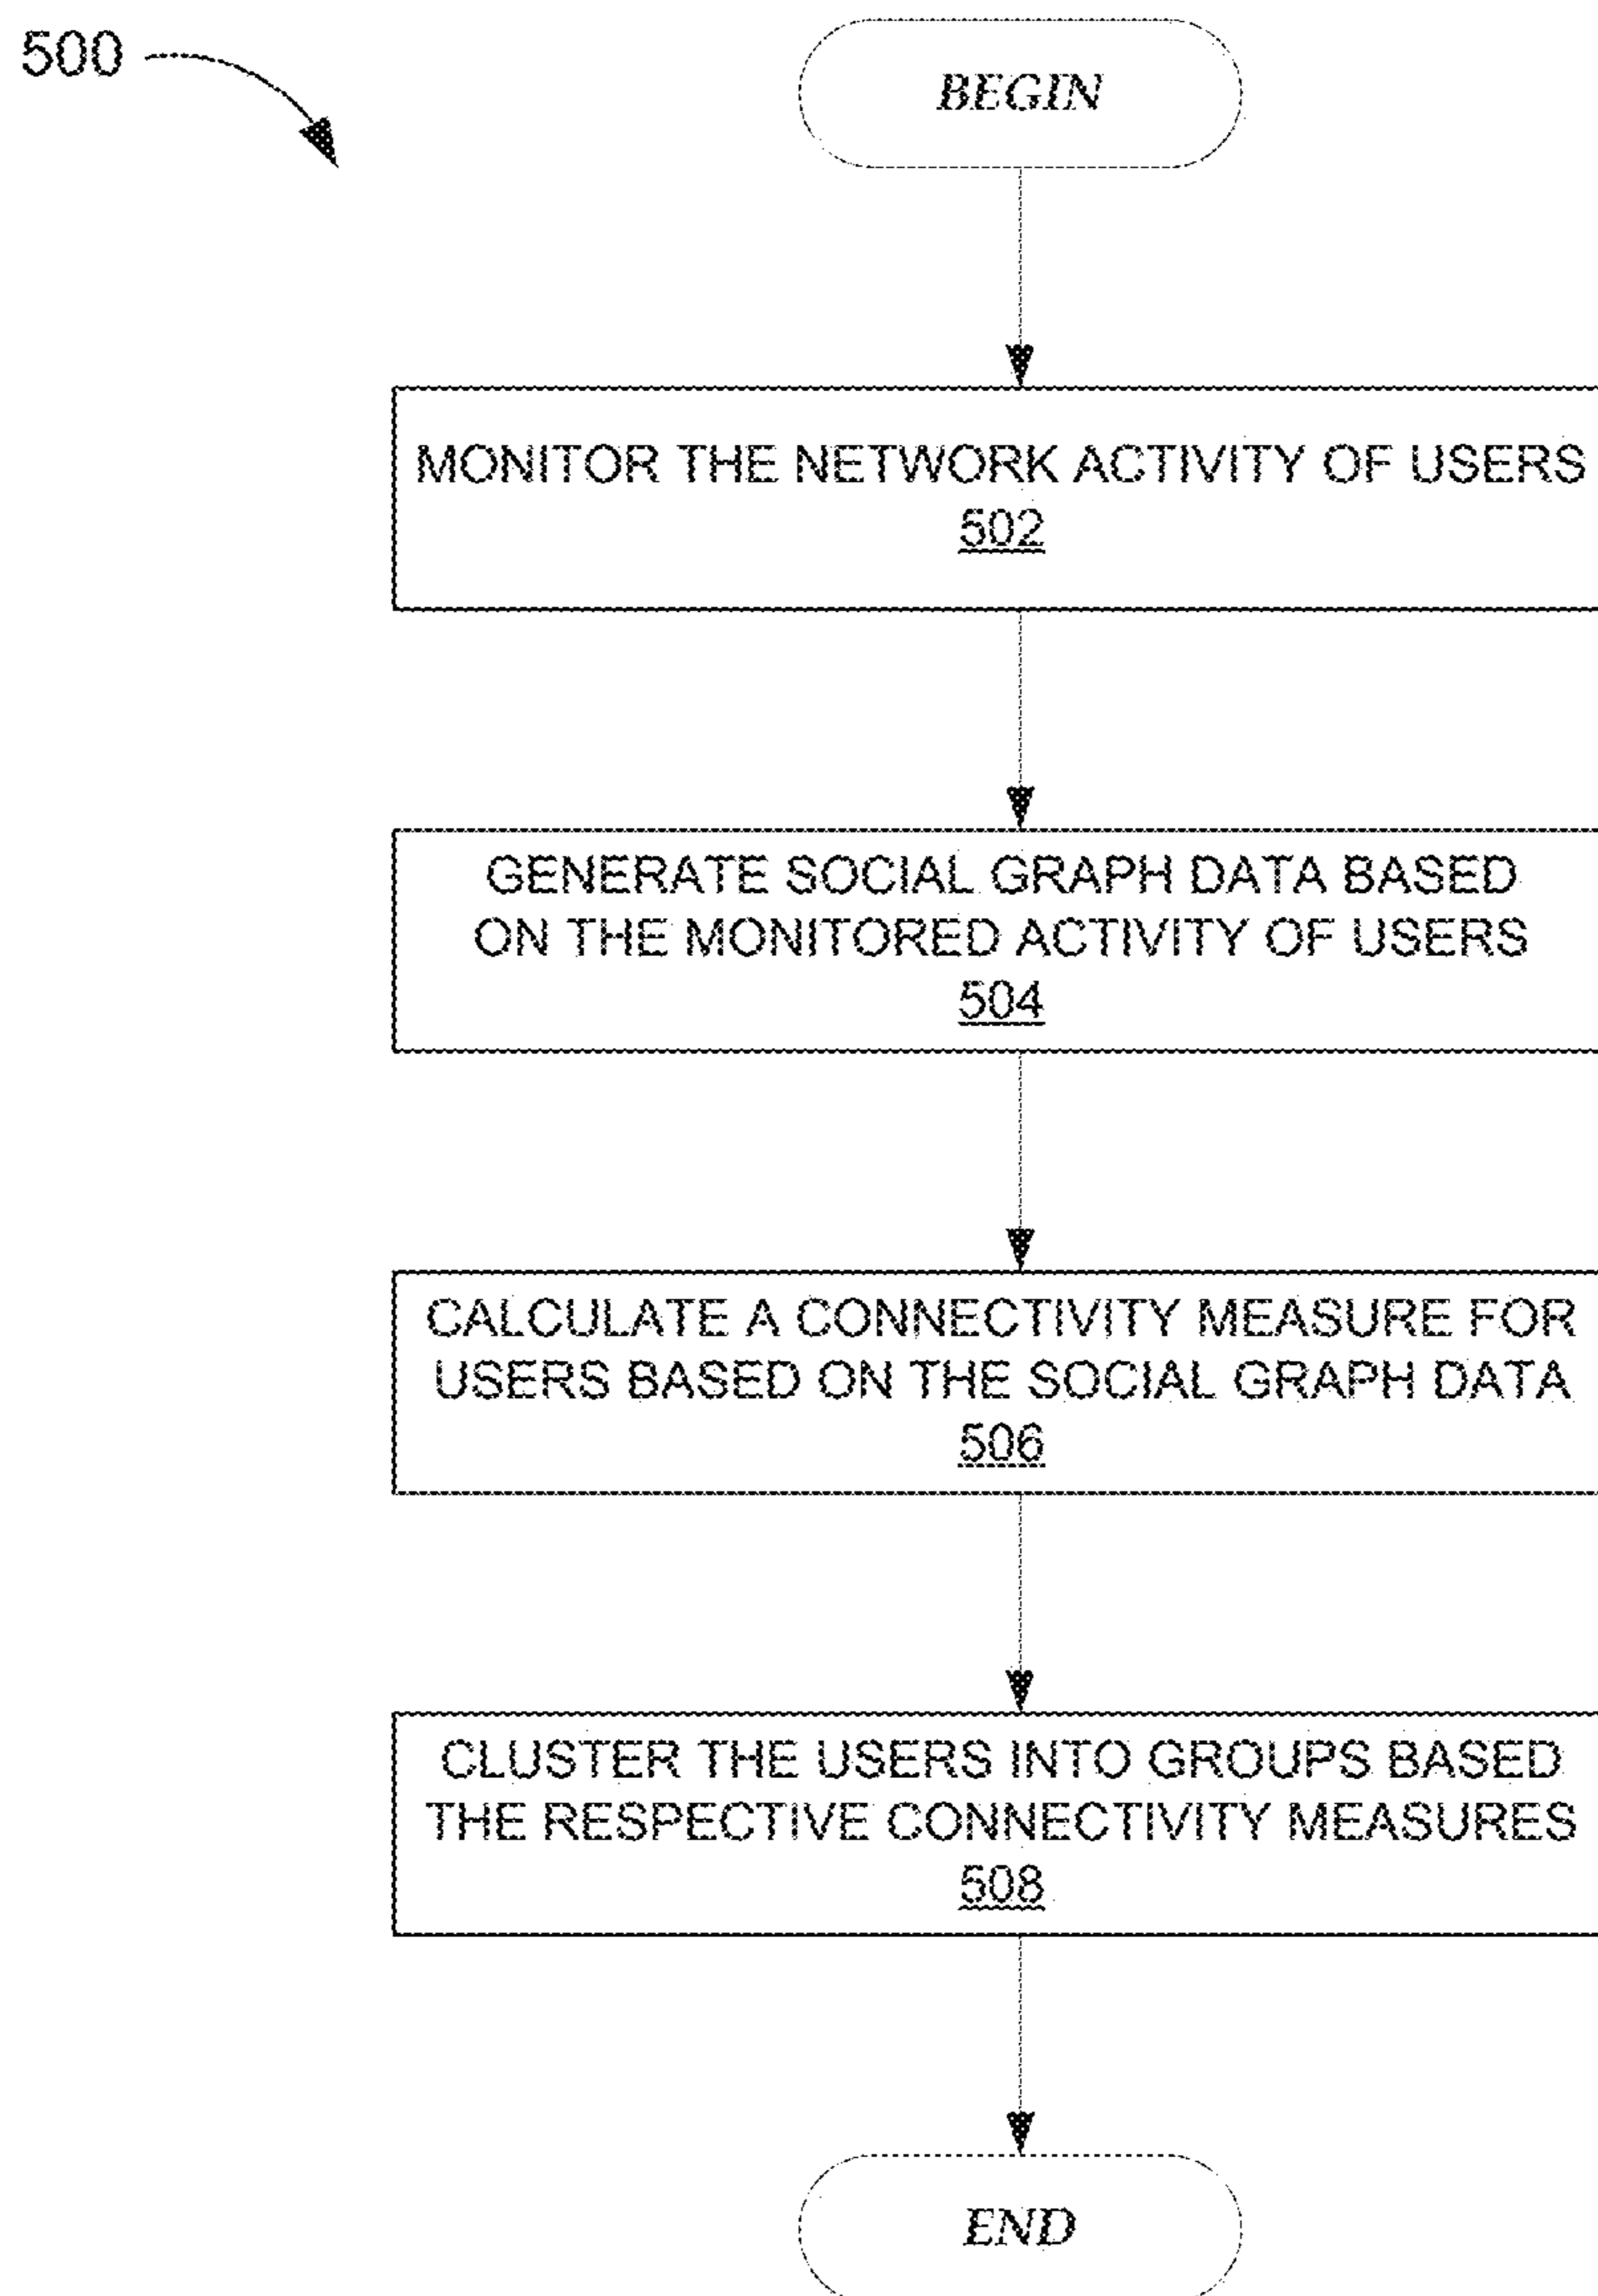 500
BEGIN
MONITOR THE NETWORK ACTIVITY OF USERS
502
GENERATE SOCIAL GRAPH DATA BASED
ON THE MONITORED ACTIVITY OF USERS
504
CALCULATE A CONNECTIVITY MEASURE FOR
USERS BASED ON THE SOCIAL GRAPH DATA
506
CLUSTER THE USERS INTO GROUPS BASED
THE RESPECTIVE CONNECTIVITY MEASURES
508
END